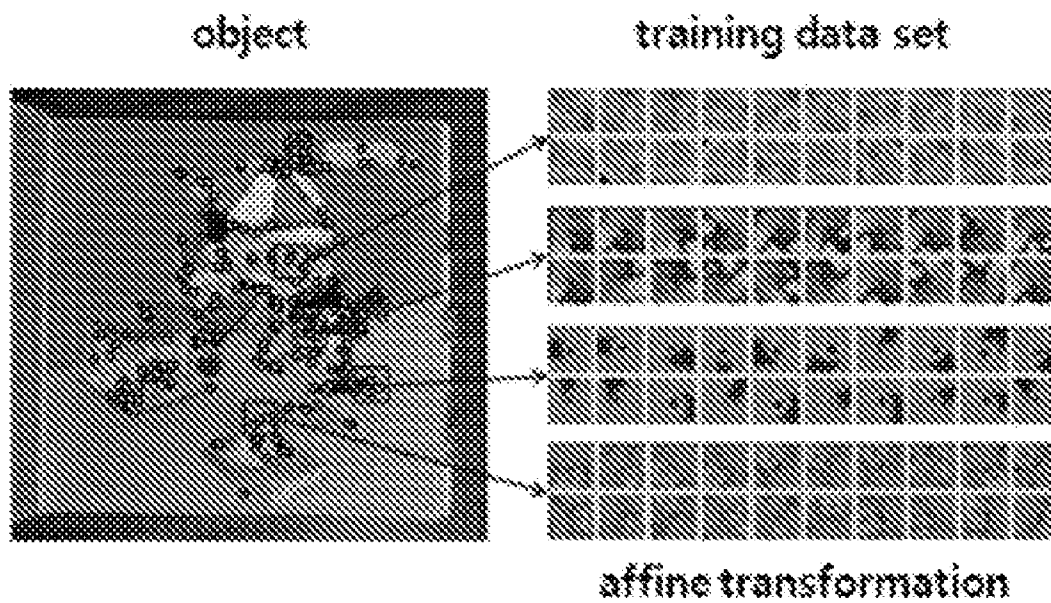 object
training data set
affine transformation